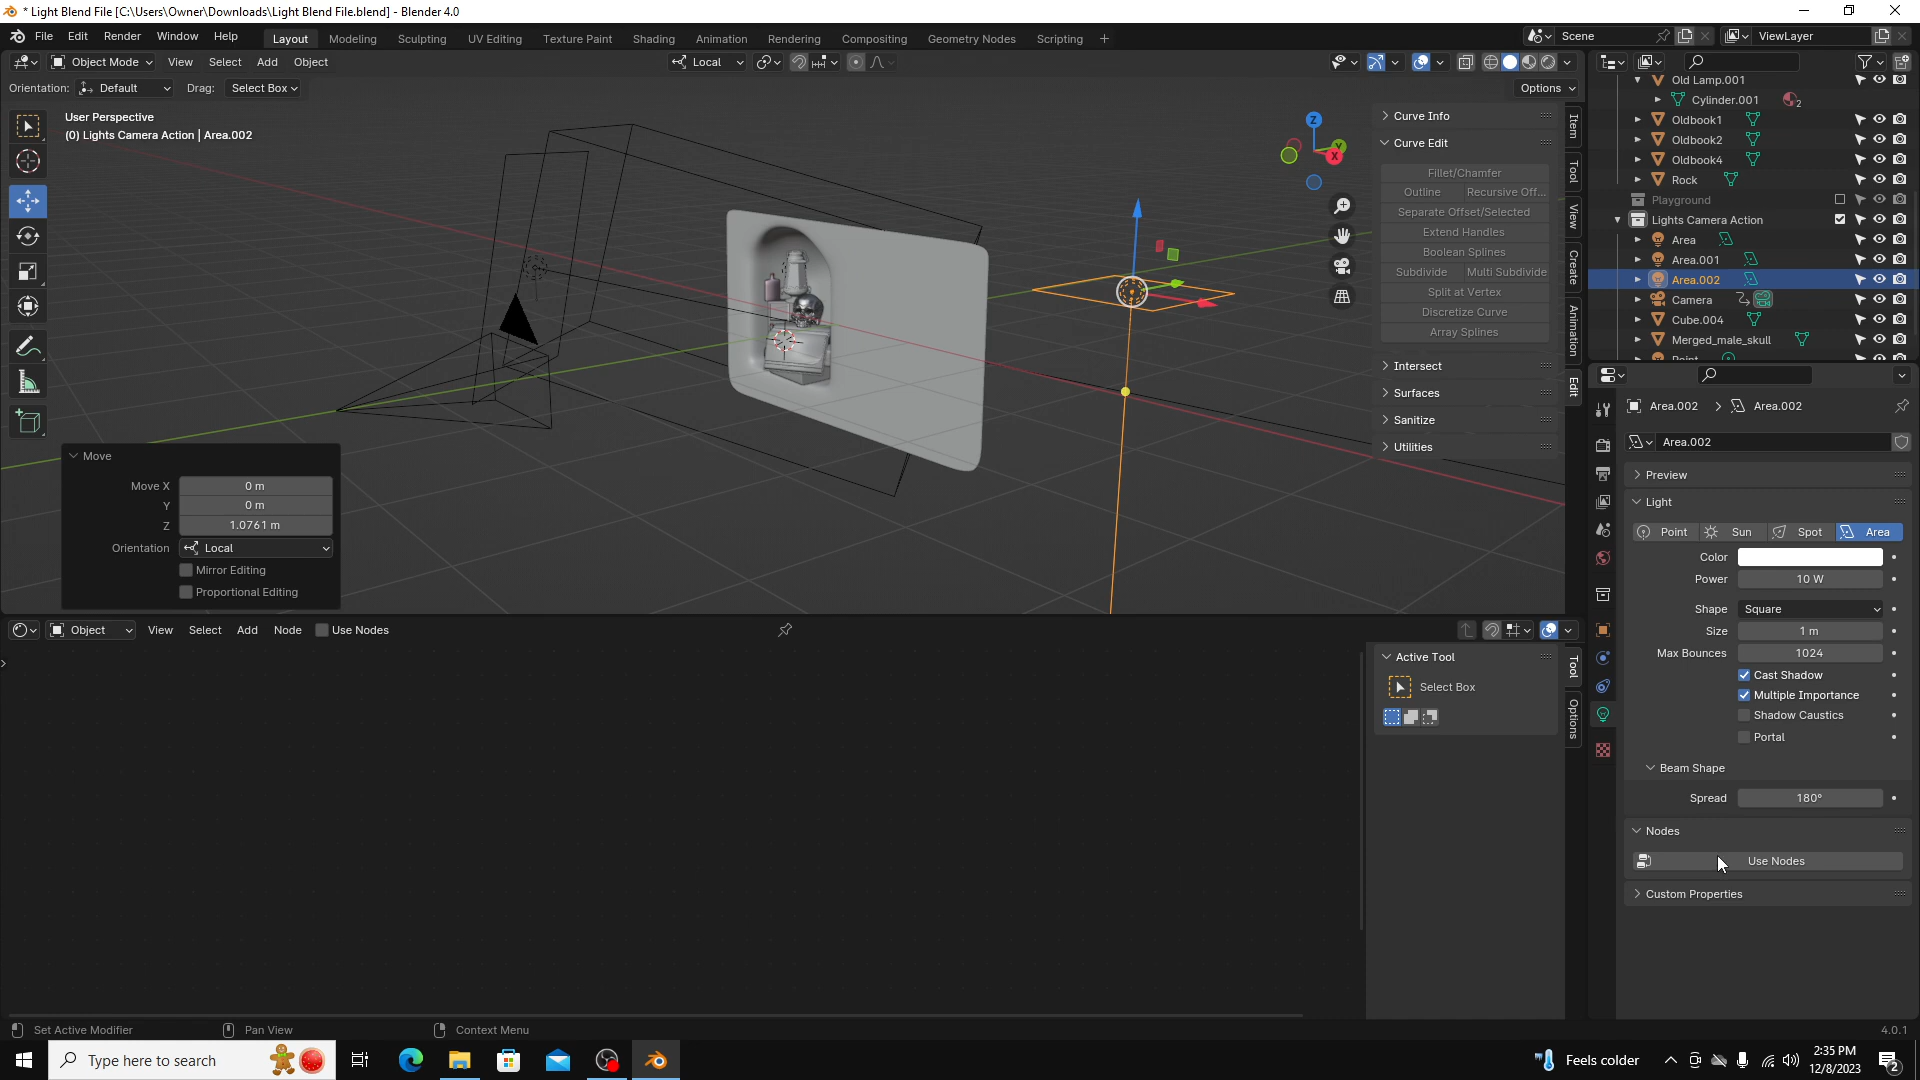 * Light Blend File [C:\Users\Owner\Downloads\Light Blend File.blend] - Blender 4.0
File Edit Render Window Help Layout Modeling Sculpting UV Editing Texture Paint Shading Animation Rendering Compositing Geometry Nodes Scripting + Scene ViewLayer
Object Mode View Select Add Object Local
Orientation: Default Drag: Select Box Options
User Perspective
(0) Lights Camera Action | Area.002
Z
Y
X
Curve Info
Curve Edit
Fillet/Chamfer
Outline Recursive Off...
Separate Offset/Selected
Extend Handles
Boolean Splines
Subdivide Multi Subdivide
Split at Vertex
Discretize Curve
Array Splines
Intersect
Surfaces
Sanitize
Utilities
Item
Tool
View
Create
Animation
Edit
Old Lamp.001
Cylinder.001 2
Oldbook1
Oldbook2
Oldbook4
Rock
Playground
Lights Camera Action
Area
Area.001
Area.002
Camera
Cube.004
Merged_male_skull
Point
Area.002 > Area.002
Area.002
Preview
Light
Point Sun Spot Area
Color
Power 10 W
Shape Square
Size 1 m
Max Bounces 1024
Cast Shadow
Multiple Importance
Shadow Caustics
Portal
Beam Shape
Spread 180°
Nodes
Use Nodes
Custom Properties
Move
Move X 0 m
Y 0 m
Z 1.0761 m
Orientation Local
Mirror Editing
Proportional Editing
Object View Select Add Node Use Nodes
Active Tool
Select Box
Tool
Options
Set Active Modifier Pan View Context Menu 4.0.1
Type here to search
Feels colder
2:35 PM
12/8/2023
2